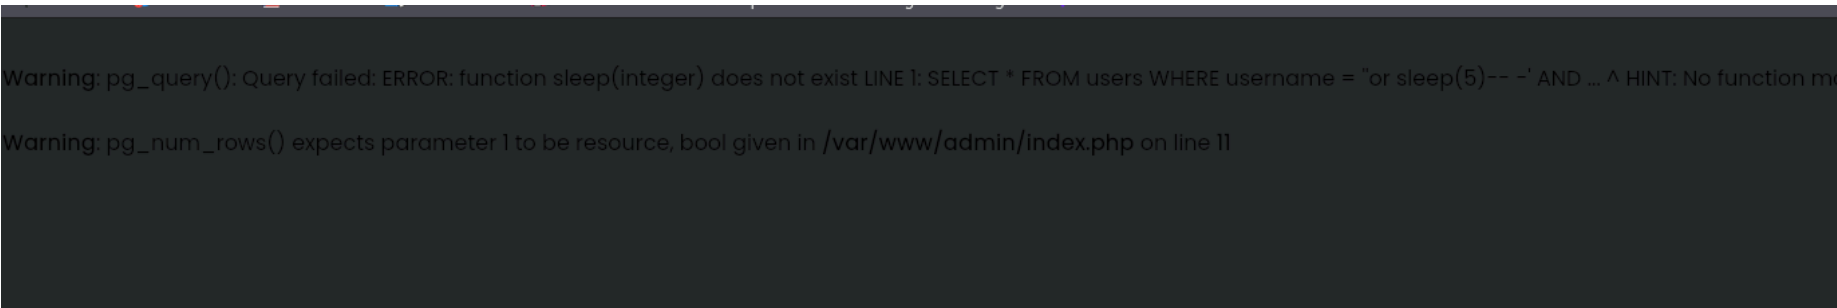 Warning: pg_query(): Query failed: ERROR: function sleep(integer) does not exist LINE 1: SELECT * FROM users WHERE username = ''or sleep(5)-- -' AND ... ^ HINT: No function
Warning: pg_num_rows() expects parameter 1 to be resource, bool given in /var/www/admin/index.php on line 11